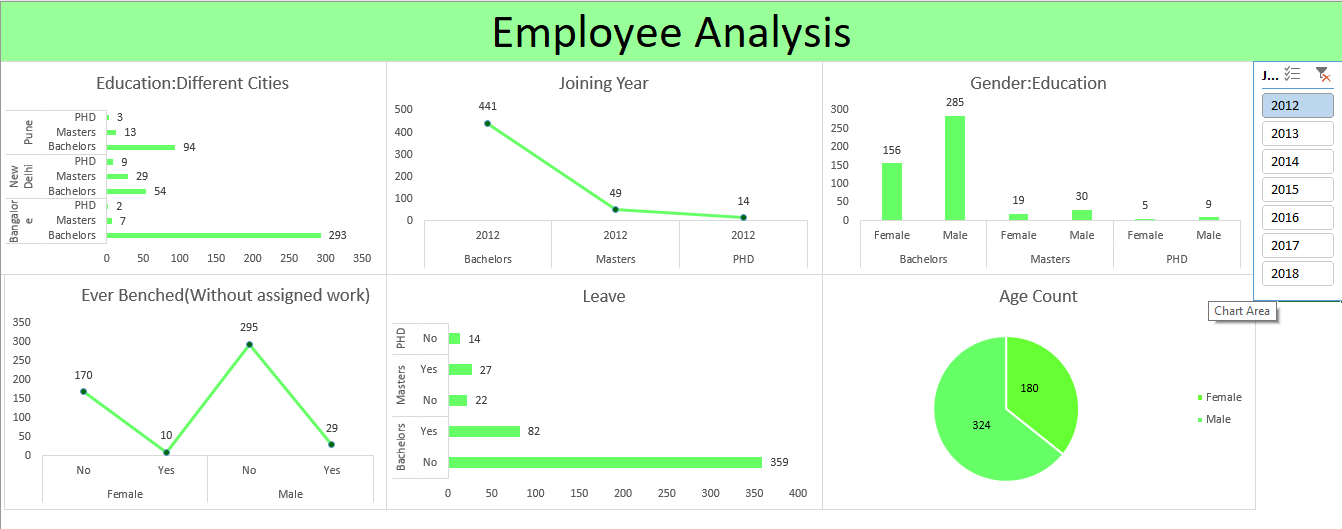 Employee Analysis
Education:Different Cities
Pune
PHD 3
Masters 13
Bachelors 94
New Delhi
PHD 9
Masters 29
Bachelors 54
Bangalor
e
PHD 2
Masters 7
Bachelors 293
0 50 100 150 200 250 300 350
Joining Year
500
400
300
200
100
0
441
49
14
2012 2012 2012
Bachelors Masters PHD
Gender:Education
300
250
200
150
100
50
0
156 285 19 30 5 9
Female Male Female Male Female Male
Bachelors Masters PHD
J...
2012
2013
2014
2015
2016
2017
2018
Chart Area
Ever Benched(Without assigned work)
350
300
250
200
150
100
50
0
170 10 295 29
No Yes No Yes
Female Male
Leave
PHD
No 14
Masters
Yes 27
No 22
Bachelors
Yes 82
No 359
0 50 100 150 200 250 300 350 400
Age Count
180
324
Female
Male